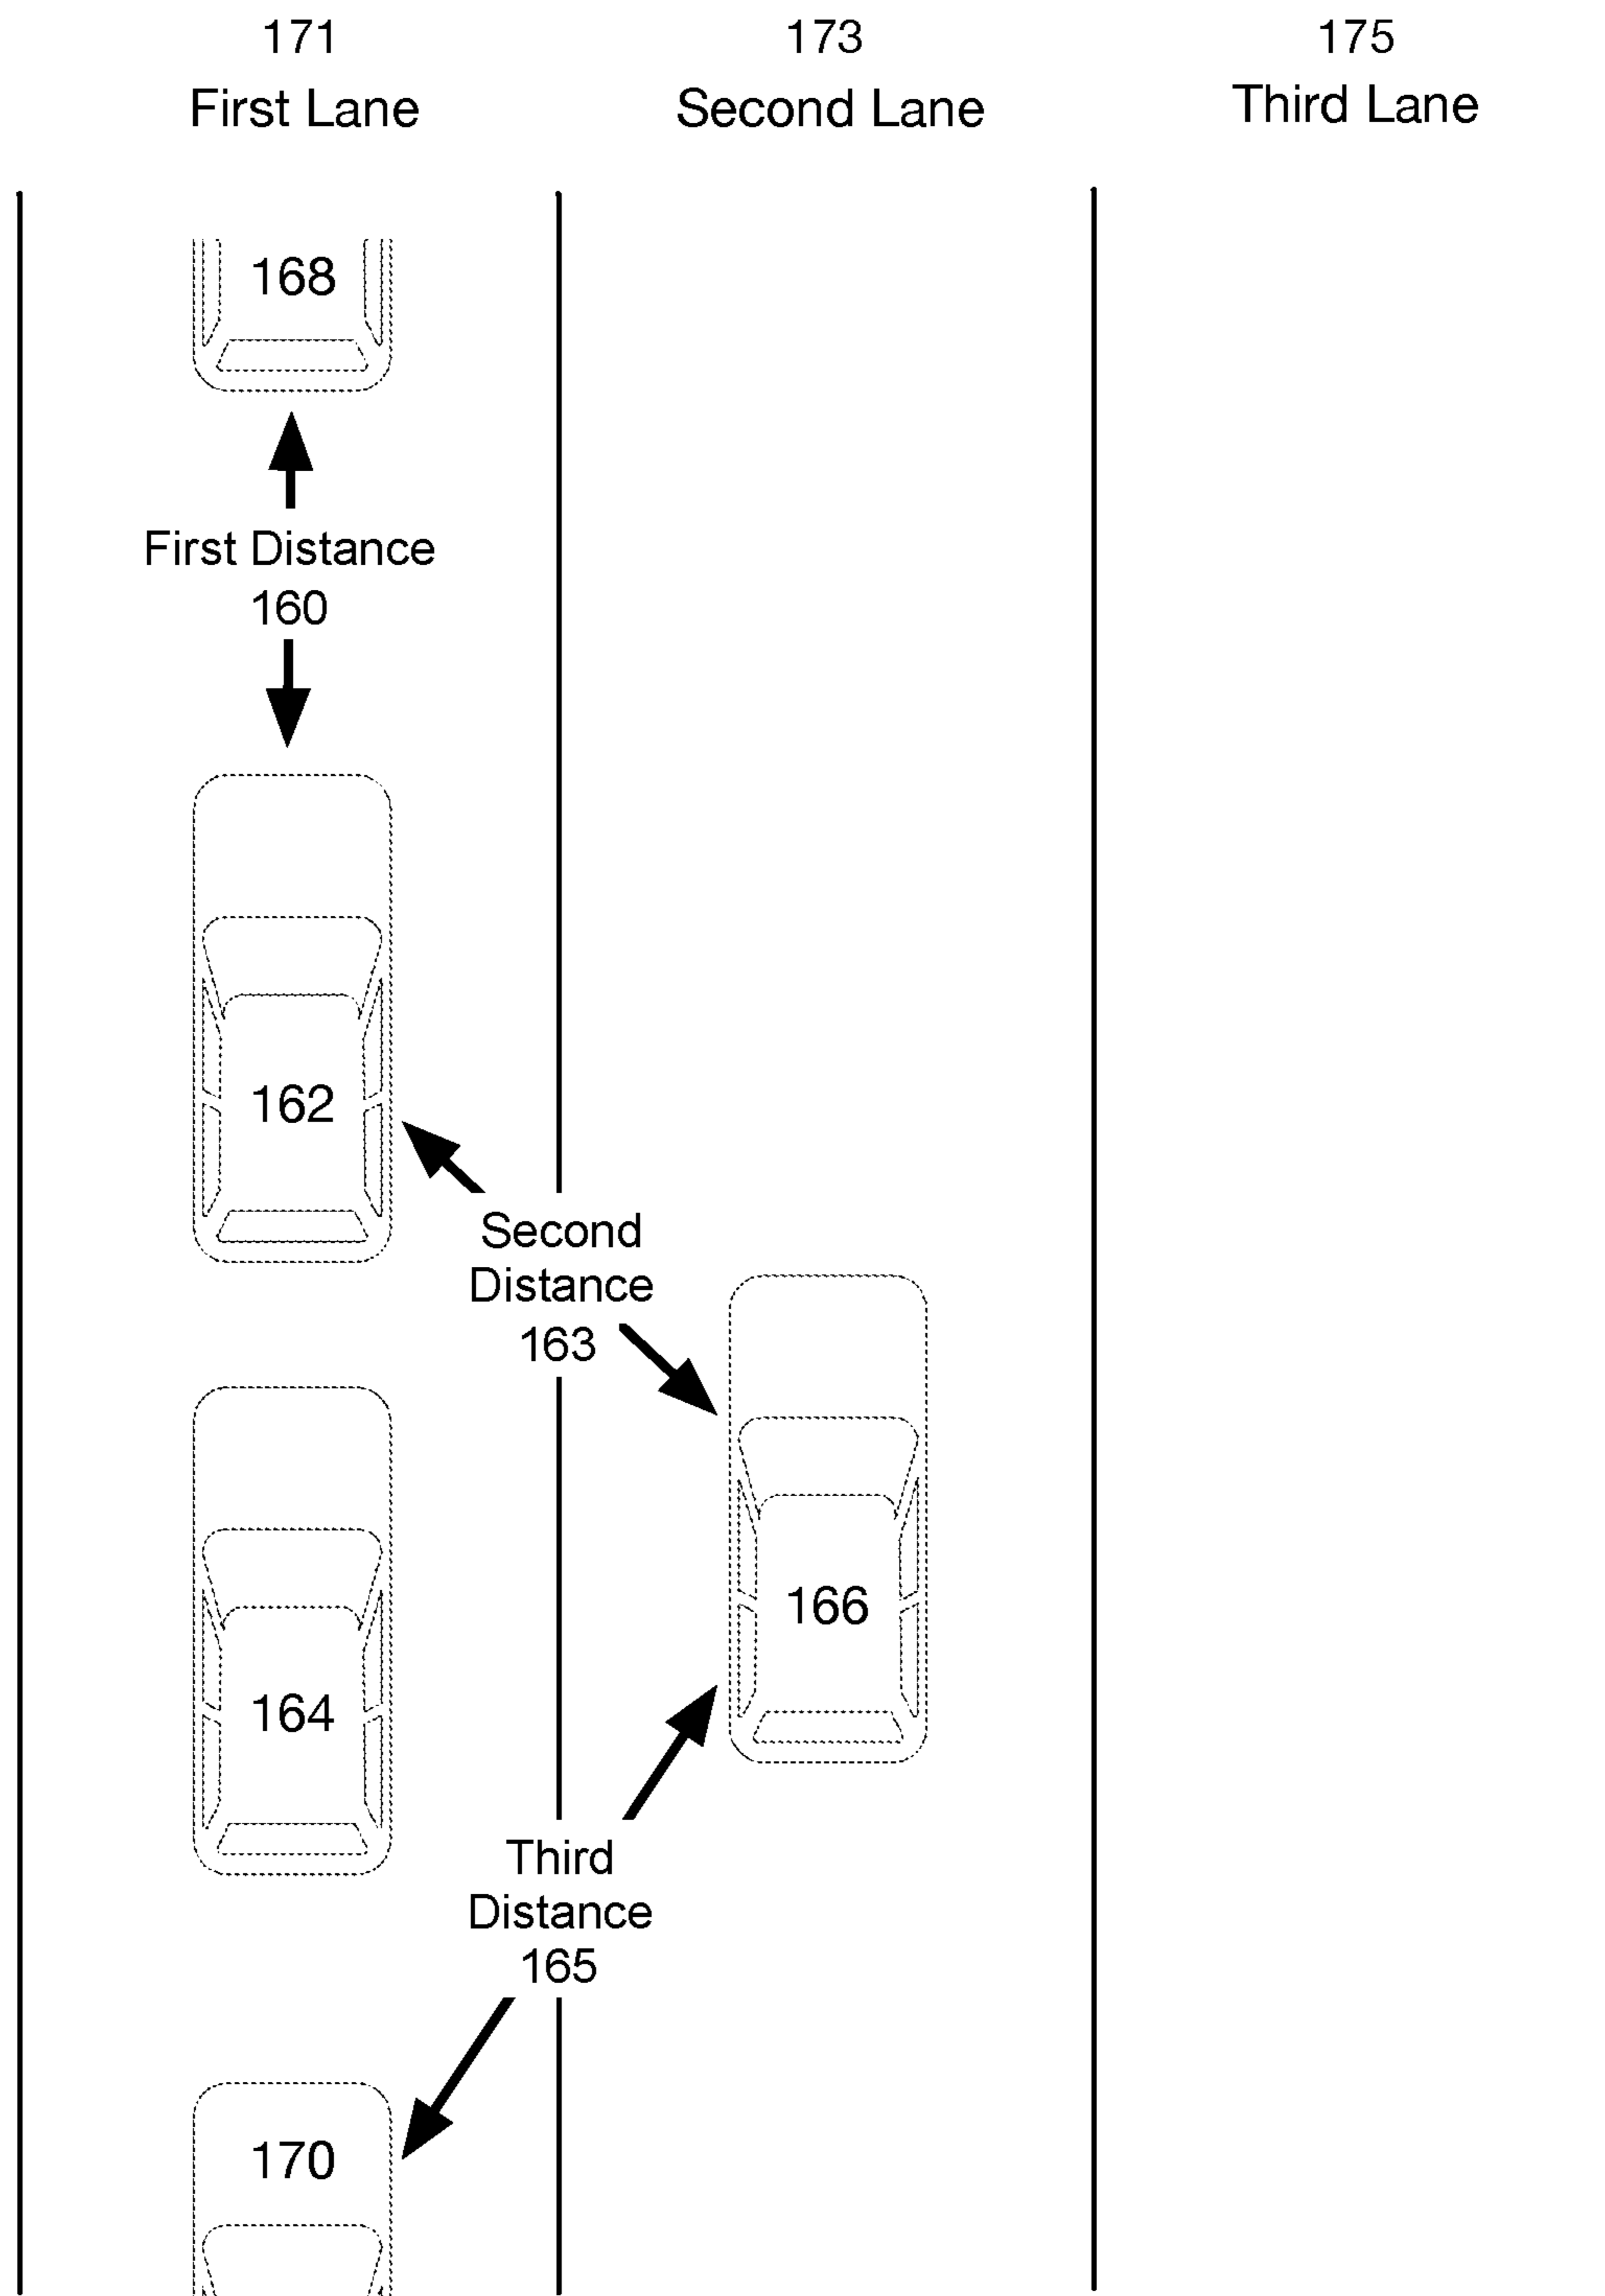 171
First Lane
173
Second Lane
175
Third Lane
168
First Distance
160
162
Second
Distance
163
166
164
Third
Distance
165
170